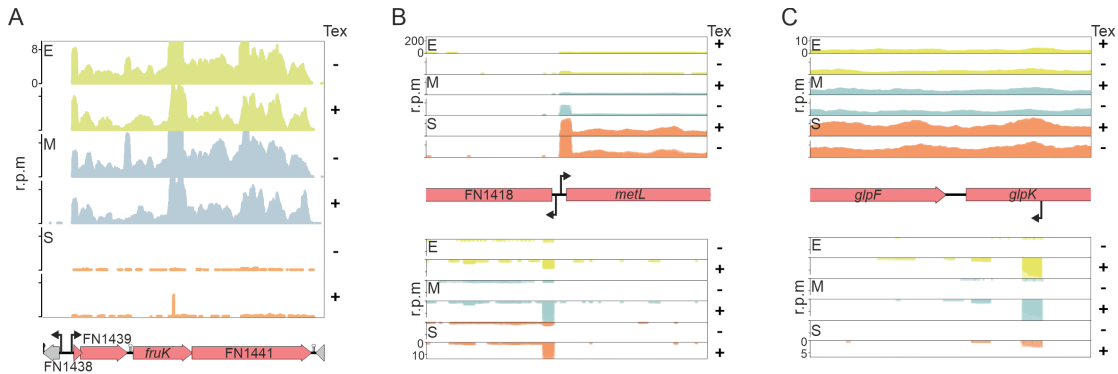 A
Tex
8
0
E
-
+
M
-
r.p.m
+
S
-
+
FN1439
fruK
FN1441
FN1438
B
Tex
200
0
E
+
-
M
+
r.p.m
-
S
+
-
FN1418
metL
E
-
+
M
-
r.p.m
+
S
-
0
10
+
C
Tex
10
0
E
+
-
M
+
r.p.m
-
S
+
-
glpF
glpK
E
-
+
M
-
r.p.m
+
S
-
0
5
+